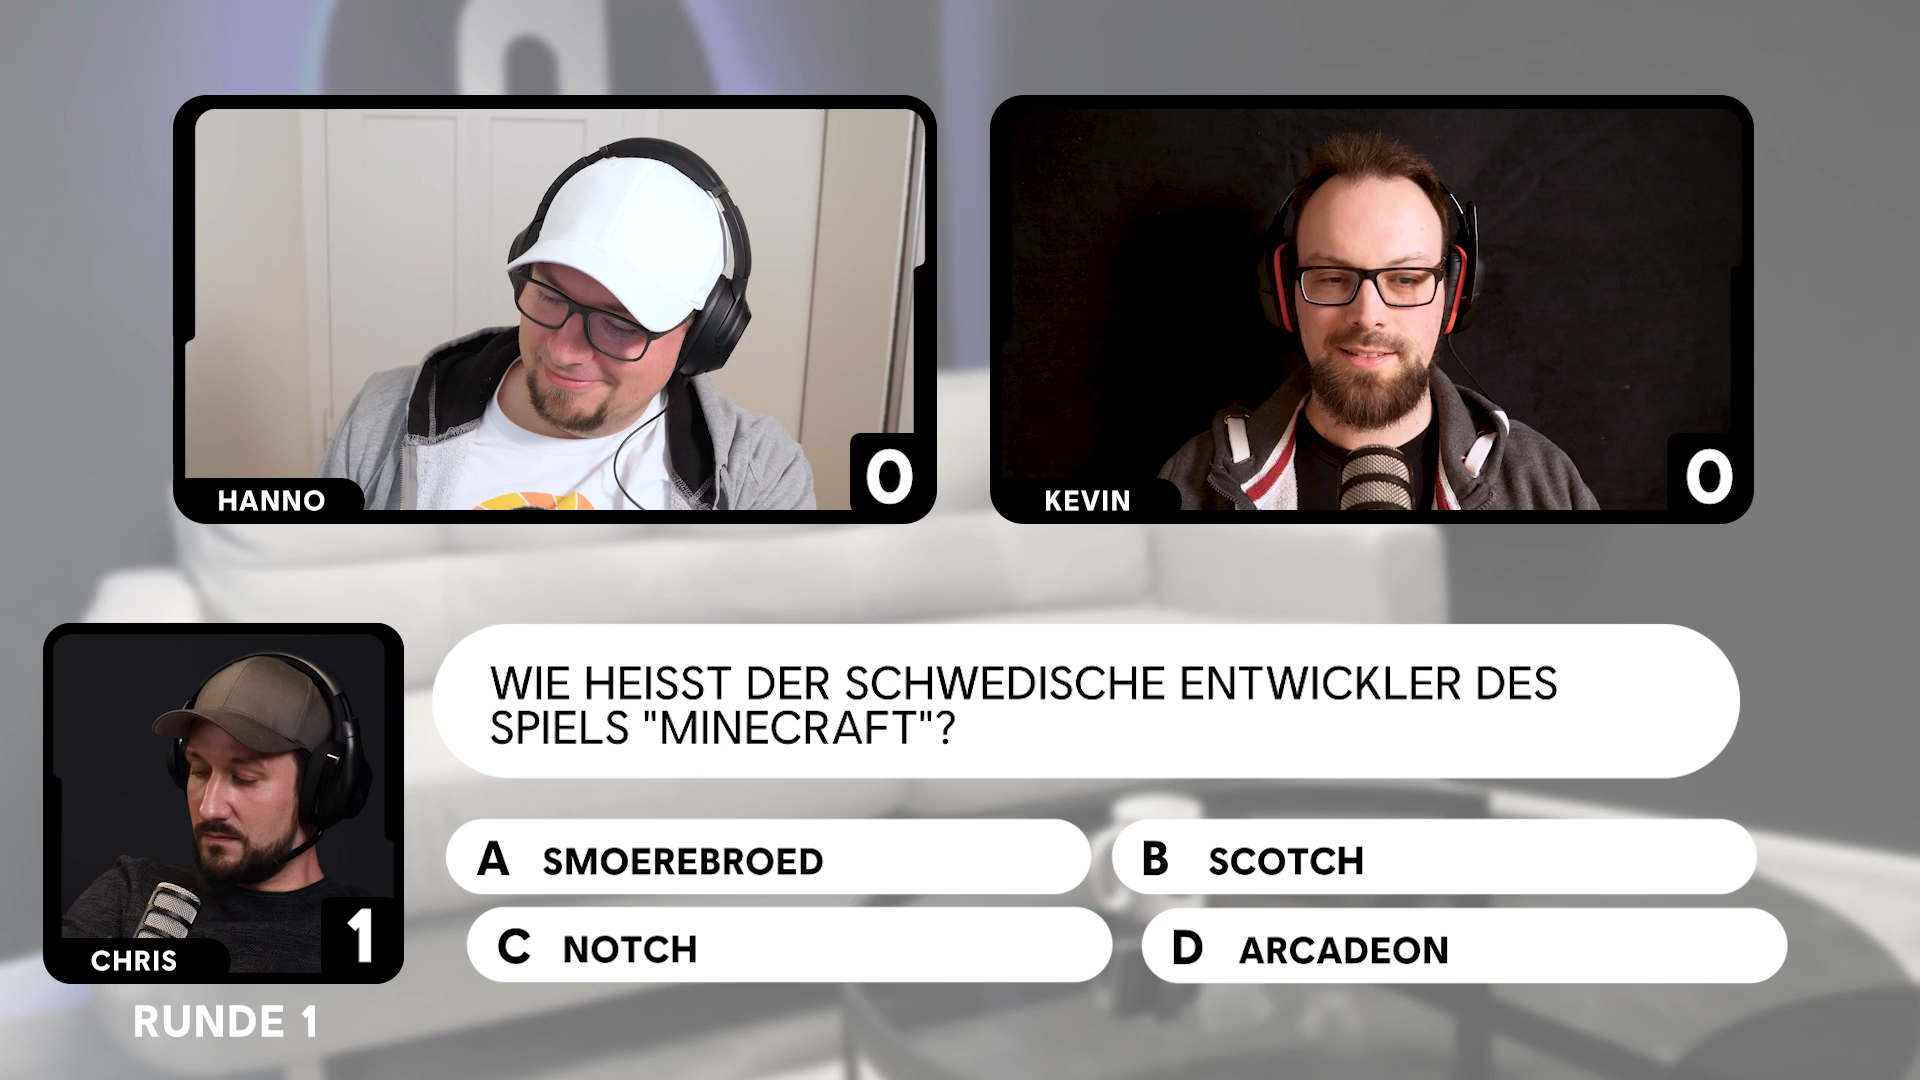 HANNO
0
KEVIN
0
WIE HEISST DER SCHWEDISCHE ENTWICKLER DES
SPIELS "MINECRAFT"?
A SMOEREBROED
B SCOTCH
C NOTCH
D ARCADEON
CHRIS
1
RUNDE 1